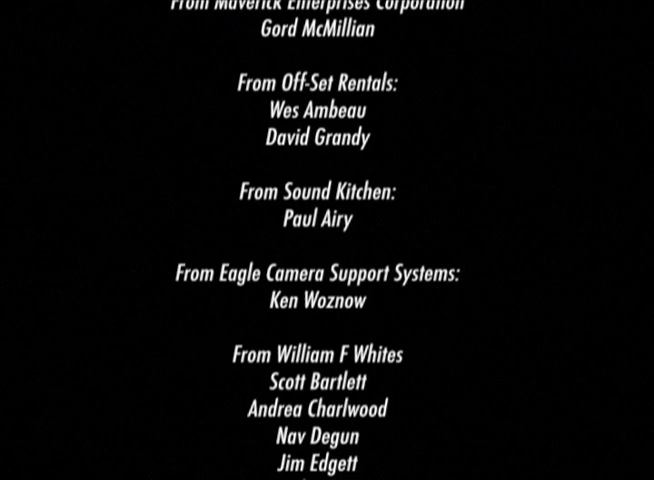 From Maverick Enterprises Corporation
Gord McMillian
From Off-Set Rentals:
Wes Ambeau
David Grandy
From Sound Kitchen:
Paul Airy
From Eagle Camera Support Systems:
Ken Woznow
From William F Whites
Scott Bartlett
Andrea Charlwood
Nav Degun
Jim Edgett